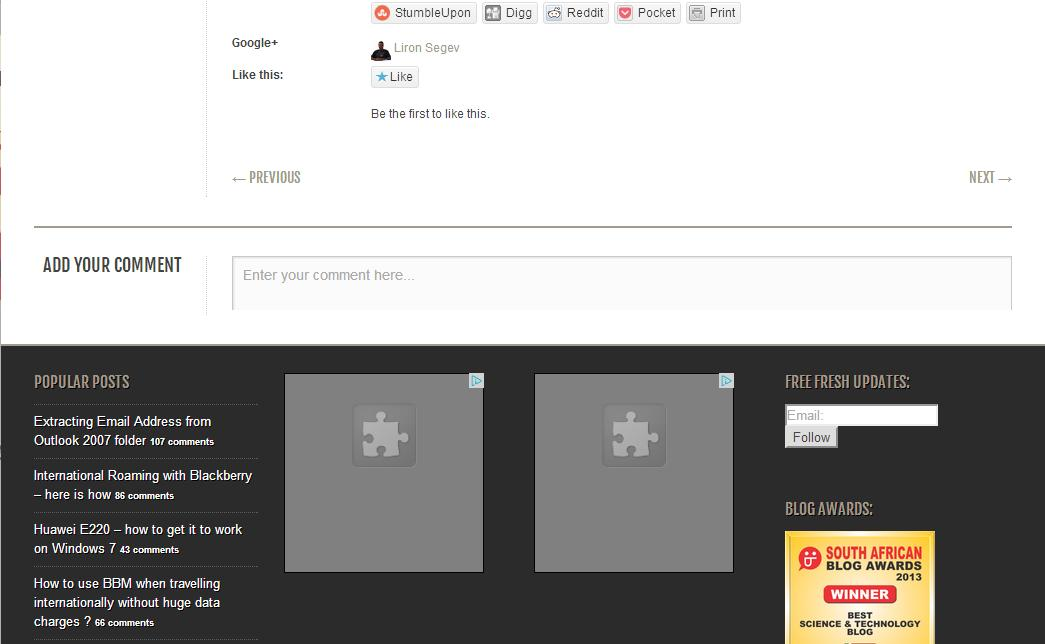 StumbleUpon Digg Reddit Pocket Print
Google+ Liron Segev
Like this: Like
Be the first to like this.
← PREVIOUS NEXT →
ADD YOUR COMMENT
Enter your comment here...
POPULAR POSTS
Extracting Email Address from
Outlook 2007 folder 107 comments
International Roaming with Blackberry
– here is how 86 comments
Huawei E220 – how to get it to work
on Windows 7 43 comments
How to use BBM when travelling
internationally without huge data
charges ? 66 comments
FREE FRESH UPDATES:
Email:
Follow
BLOG AWARDS:
SOUTH AFRICAN
BLOG AWARDS
2013
WINNER
BEST
SCIENCE & TECHNOLOGY
BLOG